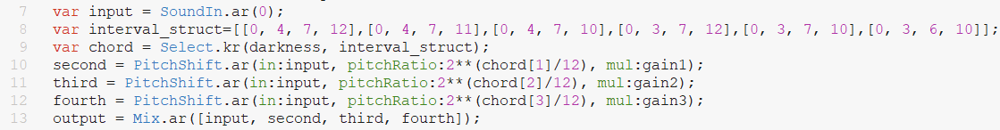 7 var input = SoundIn.ar(0);
8 var interval_struct=[[0, 4, 7, 12],[0, 4, 7, 11],[0, 4, 7, 10],[0, 3, 7, 12],[0, 3, 7, 10],[0, 3, 6, 10]];
9 var chord = Select.kr(darkness, interval_struct);
10 second = PitchShift.ar(in:input, pitchRatio:2**(chord[1]/12), mul:gain1);
11 third = PitchShift.ar(in:input, pitchRatio:2**(chord[2]/12), mul:gain2);
12 fourth = PitchShift.ar(in:input, pitchRatio:2**(chord[3]/12), mul:gain3);
13 output = Mix.ar([input, second, third, fourth]);